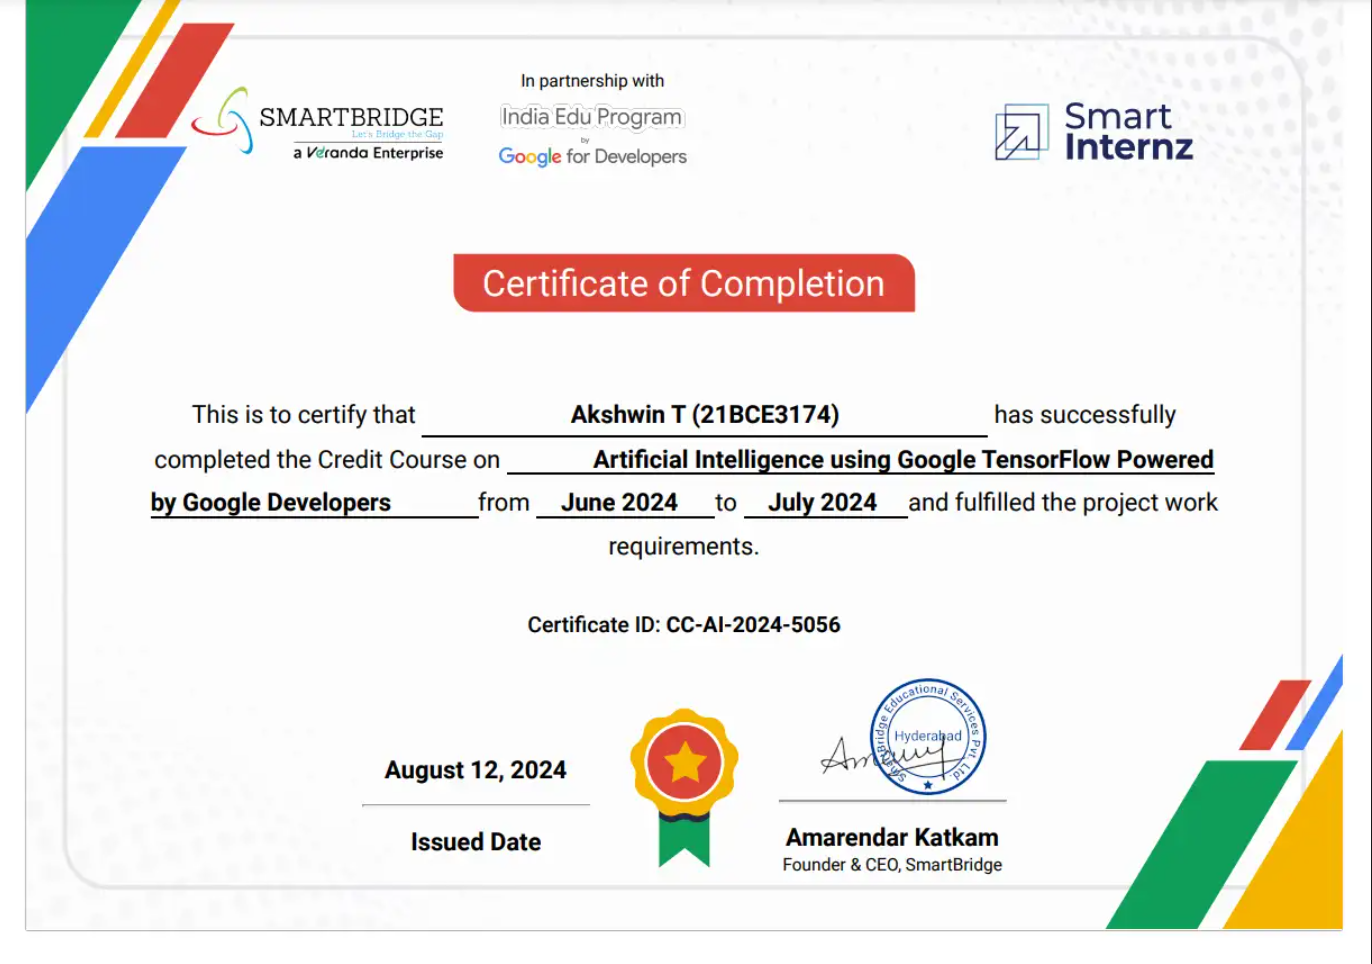 SMARTBRIDGE
Let's Bridge the Gap
a Veranda Enterprise
In partnership with
India Edu Program
by
Google for Developers
Smart
Internz
Certificate of Completion
This is to certify that Akshwin T (21BCE3174) has successfully
completed the Credit Course on Artificial Intelligence using Google TensorFlow Powered
by Google Developers from June 2024 to July 2024 and fulfilled the project work
requirements.
Certificate ID: CC-AI-2024-5056
August 12, 2024
Issued Date
SmartBridge Educational Services Pvt. Ltd.
Hyderabad
Amarendar Katkam
Founder & CEO, SmartBridge